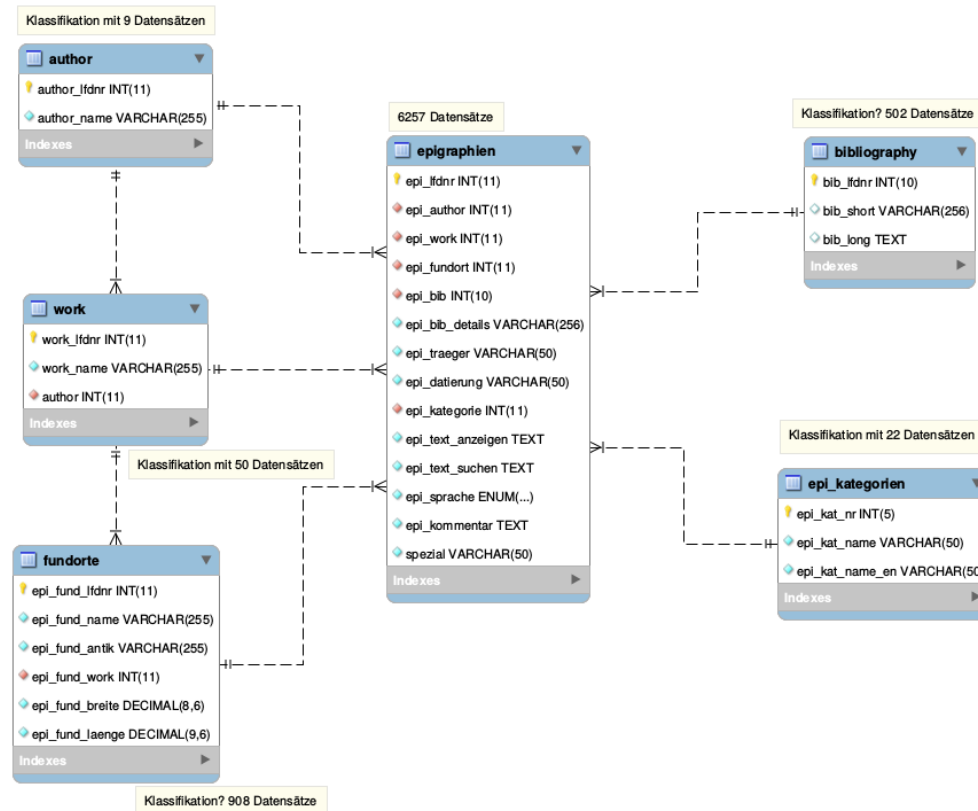 Klassifikation mit 9 Datensätzen
author
author_lfdnr INT(11)
author_name VARCHAR(255)
Indexes
work
work_lfdnr INT(11)
work_name VARCHAR(255)
author INT(11)
Indexes
Klassifikation mit 50 Datensätzen
fundorte
epi_fund_lfdnr INT(11)
epi_fund_name VARCHAR(255)
epi_fund_antik VARCHAR(255)
epi_fund_work INT(11)
epi_fund_breite DECIMAL(8,6)
epi_fund_laenge DECIMAL(9,6)
Indexes
Klassifikation? 908 Datensätze
6257 Datensätze
epigraphien
epi_lfdnr INT(11)
epi_author INT(11)
epi_work INT(11)
epi_fundort INT(11)
epi_bib INT(10)
epi_bib_details VARCHAR(256)
epi_traeger VARCHAR(50)
epi_datierung VARCHAR(50)
epi_kategorie INT(11)
epi_text_anzeigen TEXT
epi_text_suchen TEXT
epi_sprache ENUM(...)
epi_kommentar TEXT
spezial VARCHAR(50)
Indexes
Klassifikation? 502 Datensätze
bibliography
bib_lfdnr INT(10)
bib_short VARCHAR(256)
bib_long TEXT
Indexes
Klassifikation mit 22 Datensätzen
epi_kategorien
epi_kat_nr INT(5)
epi_kat_name VARCHAR(50)
epi_kat_name_en VARCHAR(50
Indexes